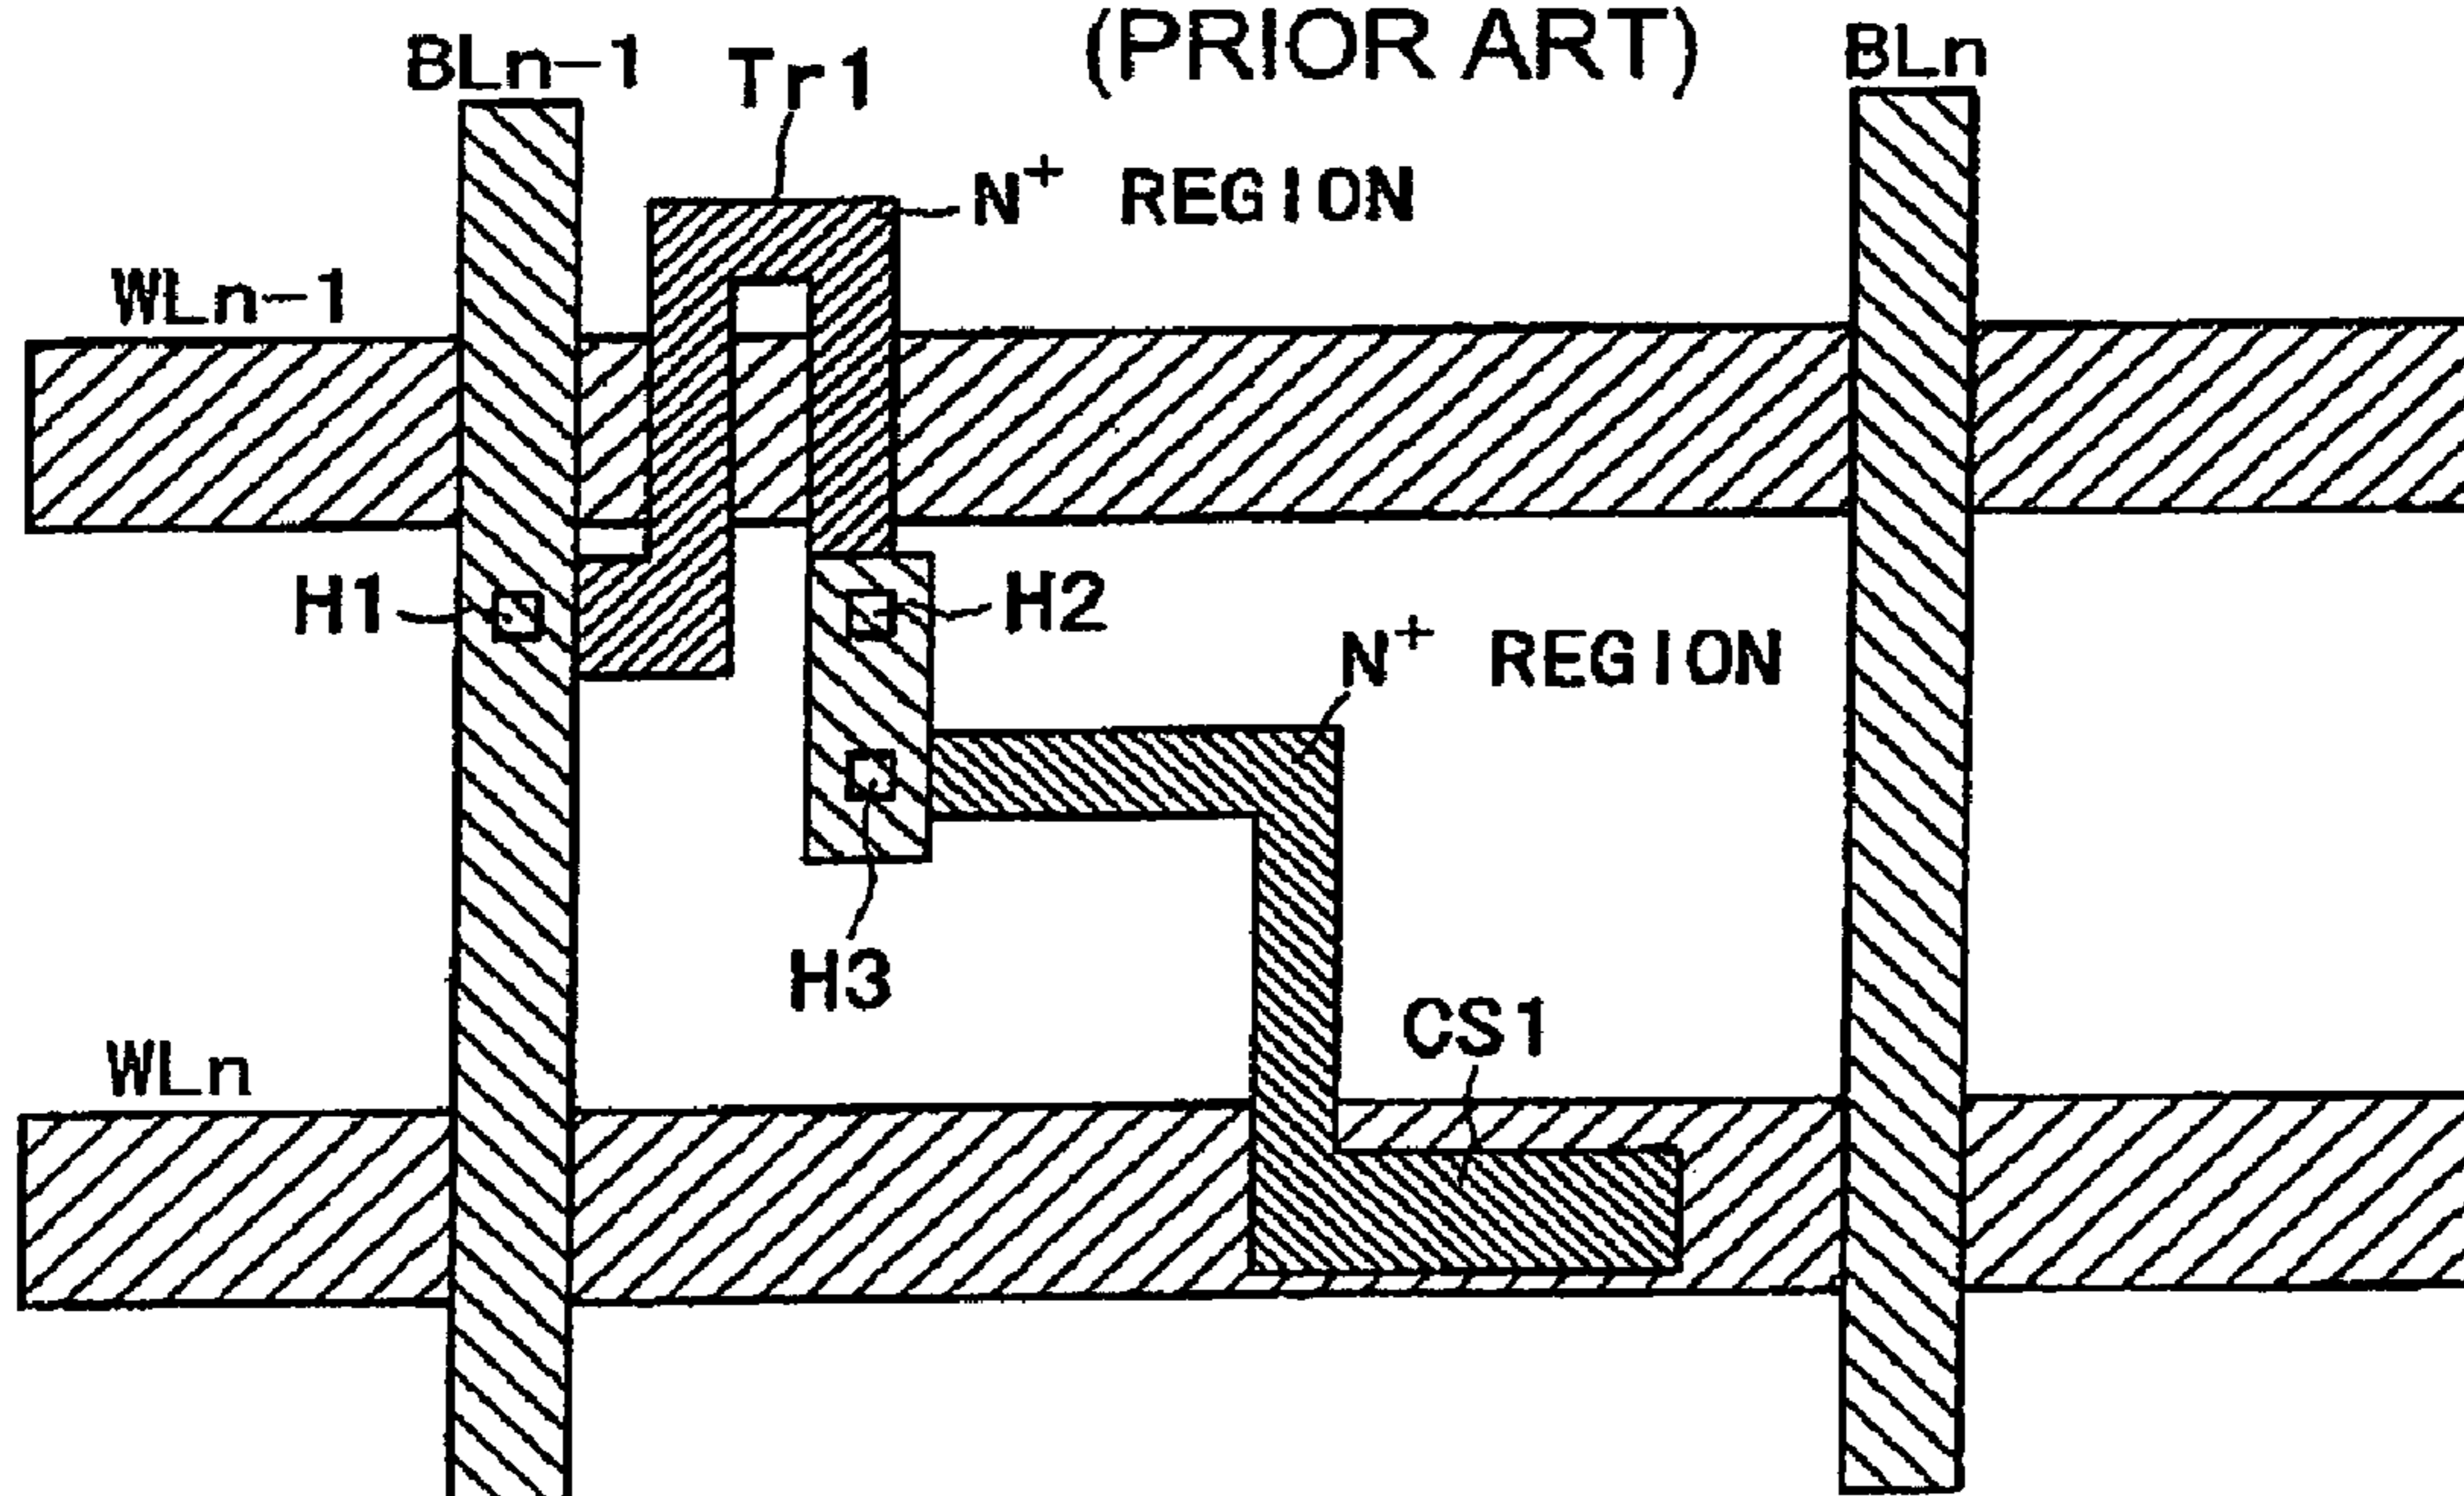 (PRIOR ART)
BLn-1
Tr1
BLn
N+ REGION
WLn-1
H1
H2
N+ REGION
H3
CS1
WLn